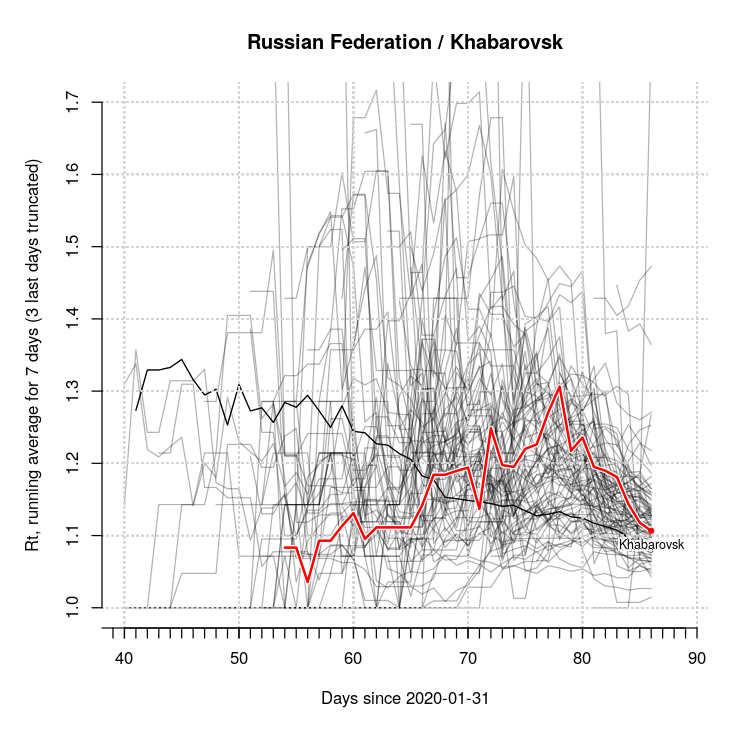 Russian Federation / Khabarovsk
Rt, running average for 7 days (3 last days truncated)
1.7
1.6
1.5
1.4
1.3
1.2
1.1
1.0
Khabarovsk
40 50 60 70 80 90
Days since 2020-01-31